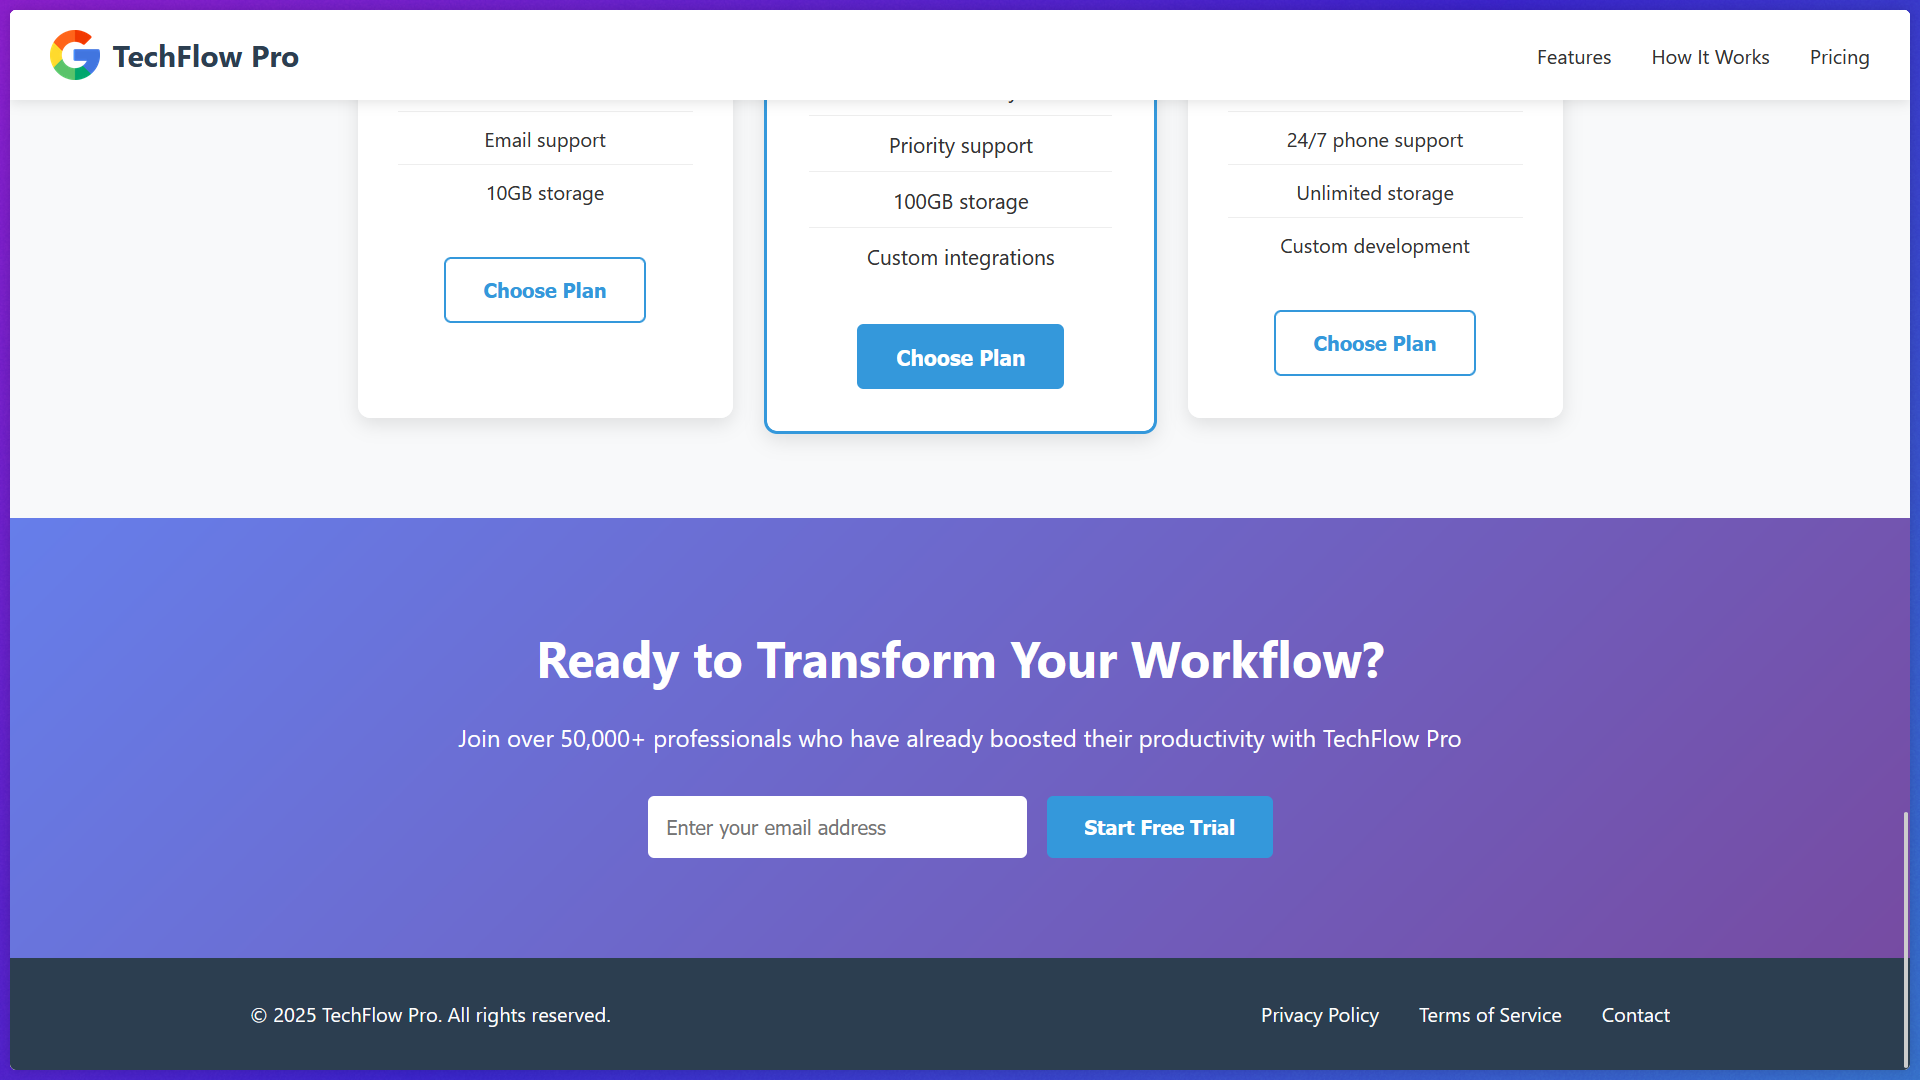 TechFlow Pro
Features
How It Works
Pricing
Email support
10GB storage
Choose Plan
Priority support
100GB storage
Custom integrations
Choose Plan
24/7 phone support
Unlimited storage
Custom development
Choose Plan
Ready to Transform Your Workflow?
Join over 50,000+ professionals who have already boosted their productivity with TechFlow Pro
Enter your email address
Start Free Trial
© 2025 TechFlow Pro. All rights reserved.
Privacy Policy
Terms of Service
Contact